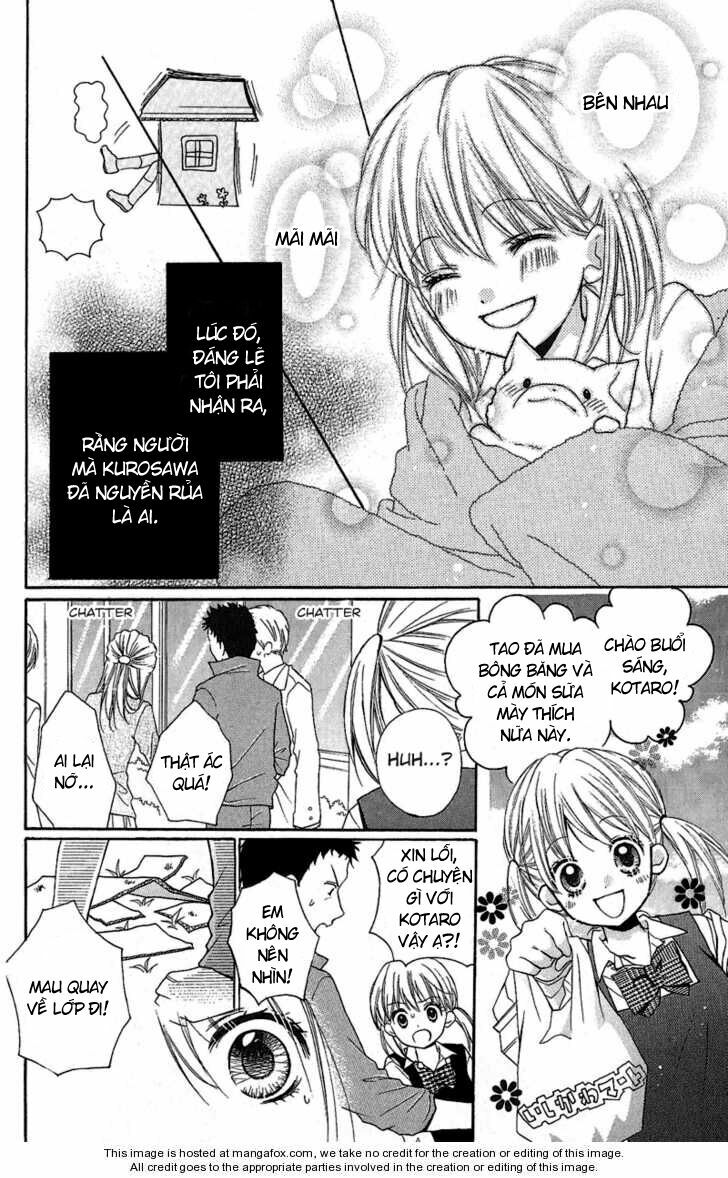 BÊN NHAU
MÃI MÃI
LÚC ĐÓ,
ĐÁNG LẼ
TÔI PHẢI
NHẬN RA,
RẰNG NGƯỜI
MÀ KUROSAWA
ĐÃ NGUYỀN RỦA
LÀ AI.
CHÀO BUỔI
SÁNG,
KOTARO!
TAO ĐÃ MUA
BÔNG BĂNG VÀ
CẢ MÓN SỮA
MÀY THÍCH
NỮA NÀY.
HUH...?
CHATTER
CHATTER
THẬT ÁC
QUÁ!
AI LẠI
NỠ...
XIN LỖI,
CÓ CHUYỆN
GÌ VỚI
KOTARO
VẬY Ạ?!
EM
KHÔNG
NÊN
NHÌN!
MAU QUAY
VỀ LỚP ĐI!
This image is hosted at mangafox.com, we take no credit for the creation or editing of this image.
All credit goes to the appropriate parties involved in the creation or editing of this image.